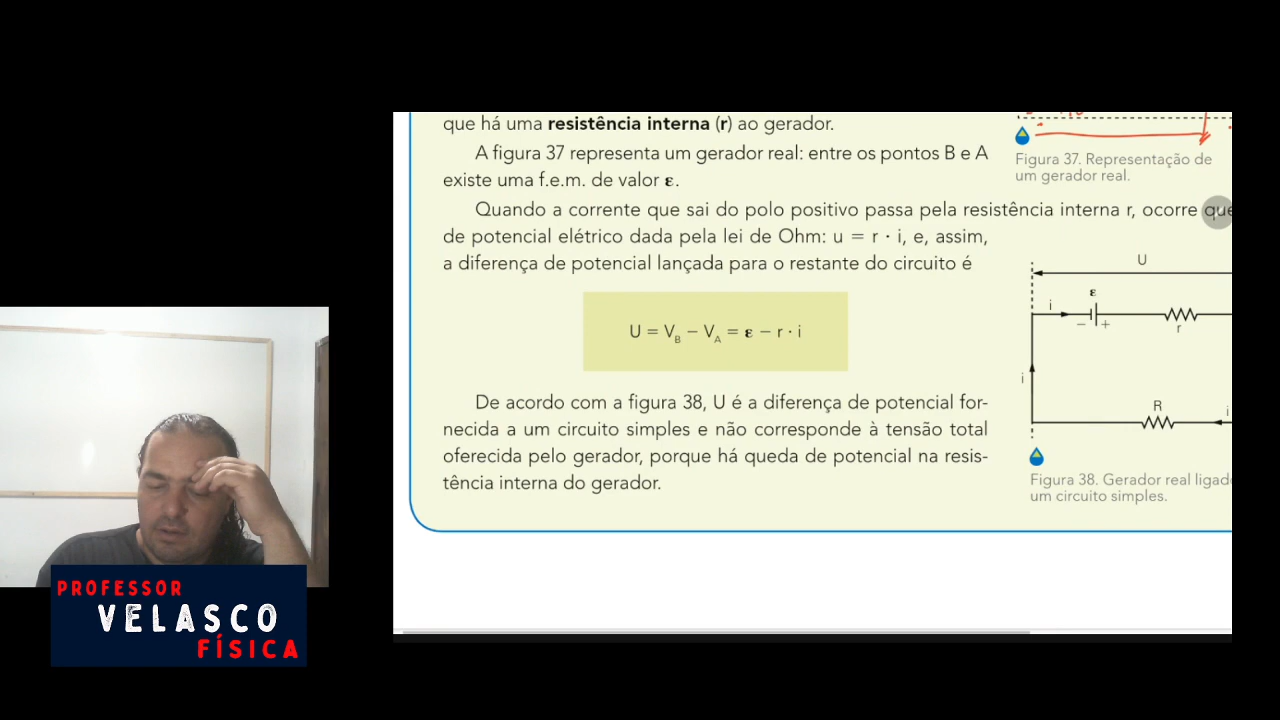 que há uma resistência interna (r) ao gerador.
A figura 37 representa um gerador real: entre os pontos B e A
existe uma f.e.m. de valor ε.
Quando a corrente que sai do polo positivo passa pela resistência interna r, ocorre que
de potencial elétrico dada pela lei de Ohm: u = r · i, e, assim,
a diferença de potencial lançada para o restante do circuito é
U = V_B − V_A = ε − r · i
De acordo com a figura 38, U é a diferença de potencial for-
necida a um circuito simples e não corresponde à tensão total
oferecida pelo gerador, porque há queda de potencial na resis-
tência interna do gerador.
Figura 37. Representação de
um gerador real.
U
ε
i
− +
r
i
R
i
Figura 38. Gerador real ligad
um circuito simples.
PROFESSOR
VELASCO
FÍSICA